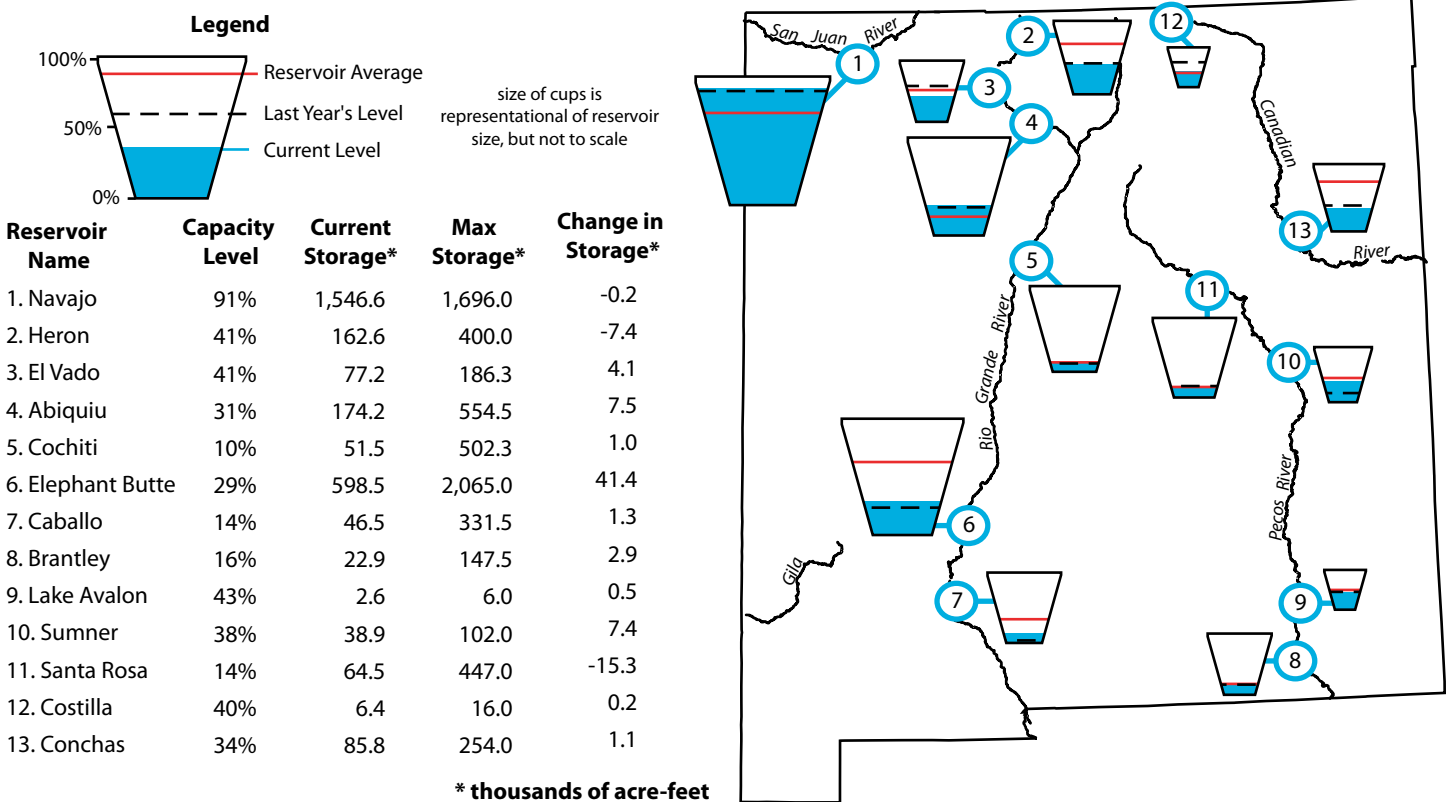 Legend
100%
50%
0%
Reservoir Average
Last Year's Level
Current Level
size of cups is
representational of reservoir
size, but not to scale
Reservoir Name Capacity Level Current Storage* Max Storage* Change in Storage*
1. Navajo 91% 1,546.6 1,696.0 -0.2
2. Heron 41% 162.6 400.0 -7.4
3. El Vado 41% 77.2 186.3 4.1
4. Abiquiu 31% 174.2 554.5 7.5
5. Cochiti 10% 51.5 502.3 1.0
6. Elephant Butte 29% 598.5 2,065.0 41.4
7. Caballo 14% 46.5 331.5 1.3
8. Brantley 16% 22.9 147.5 2.9
9. Lake Avalon 43% 2.6 6.0 0.5
10. Sumner 38% 38.9 102.0 7.4
11. Santa Rosa 14% 64.5 447.0 -15.3
12. Costilla 40% 6.4 16.0 0.2
13. Conchas 34% 85.8 254.0 1.1
* thousands of acre-feet
San Juan River
1
2
3
4
12
Canadian
River
13
5
11
Rio Grande River
10
Pecos River
6
Gila
7
9
8